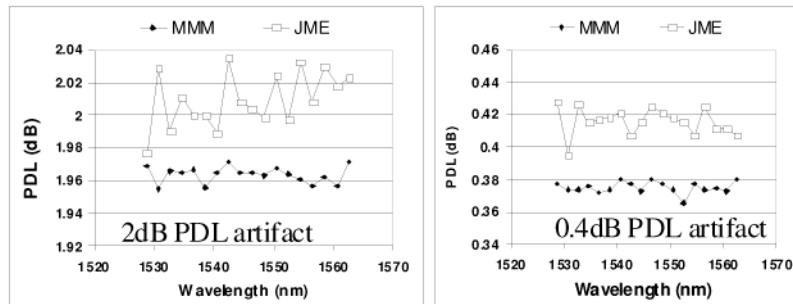 MMM JME
2.04
2.02
2
1.98
1.96
1.94
1.92
PDL (dB)
2dB PDL artifact
1520 1530 1540 1550 1560 1570
Wavelength (nm)
MMM JME
0.46
0.44
0.42
0.4
0.38
0.36
0.34
PDL (dB)
0.4dB PDL artifact
1520 1530 1540 1550 1560 1570
Wavelength (nm)